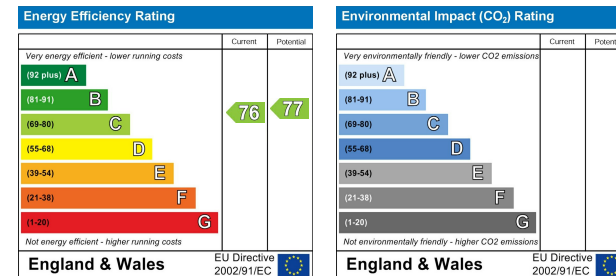 Energy Efficiency Rating
Current Potential
Very energy efficient - lower running costs
(92 plus) A
(81-91) B
(69-80) C
76 77
(55-68) D
(39-54) E
(21-38) F
(1-20) G
Not energy efficient - higher running costs
England & Wales
EU Directive
2002/91/EC
Environmental Impact (CO₂) Rating
Current Potent
Very environmentally friendly - lower CO2 emissions
(92 plus) A
(81-91) B
(69-80) C
(55-68) D
(39-54) E
(21-38) F
(1-20) G
Not environmentally friendly - higher CO2 emissions
England & Wales
EU Directive
2002/91/EC